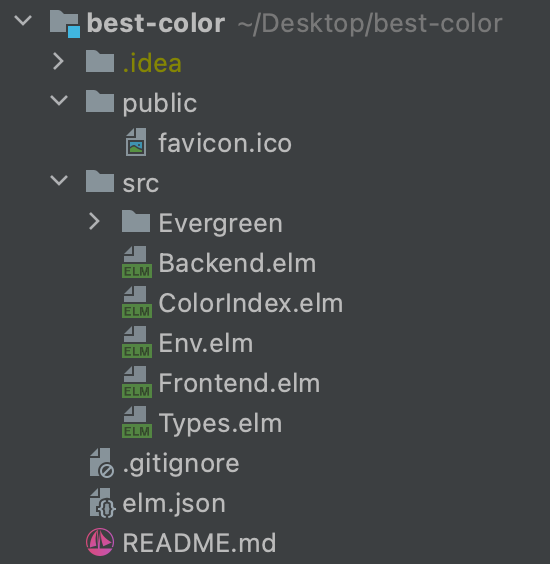 best-color ~/Desktop/best-color
.idea
public
favicon.ico
src
Evergreen
ELM Backend.elm
ELM ColorIndex.elm
ELM Env.elm
ELM Frontend.elm
ELM Types.elm
.gitignore
elm.json
README.md